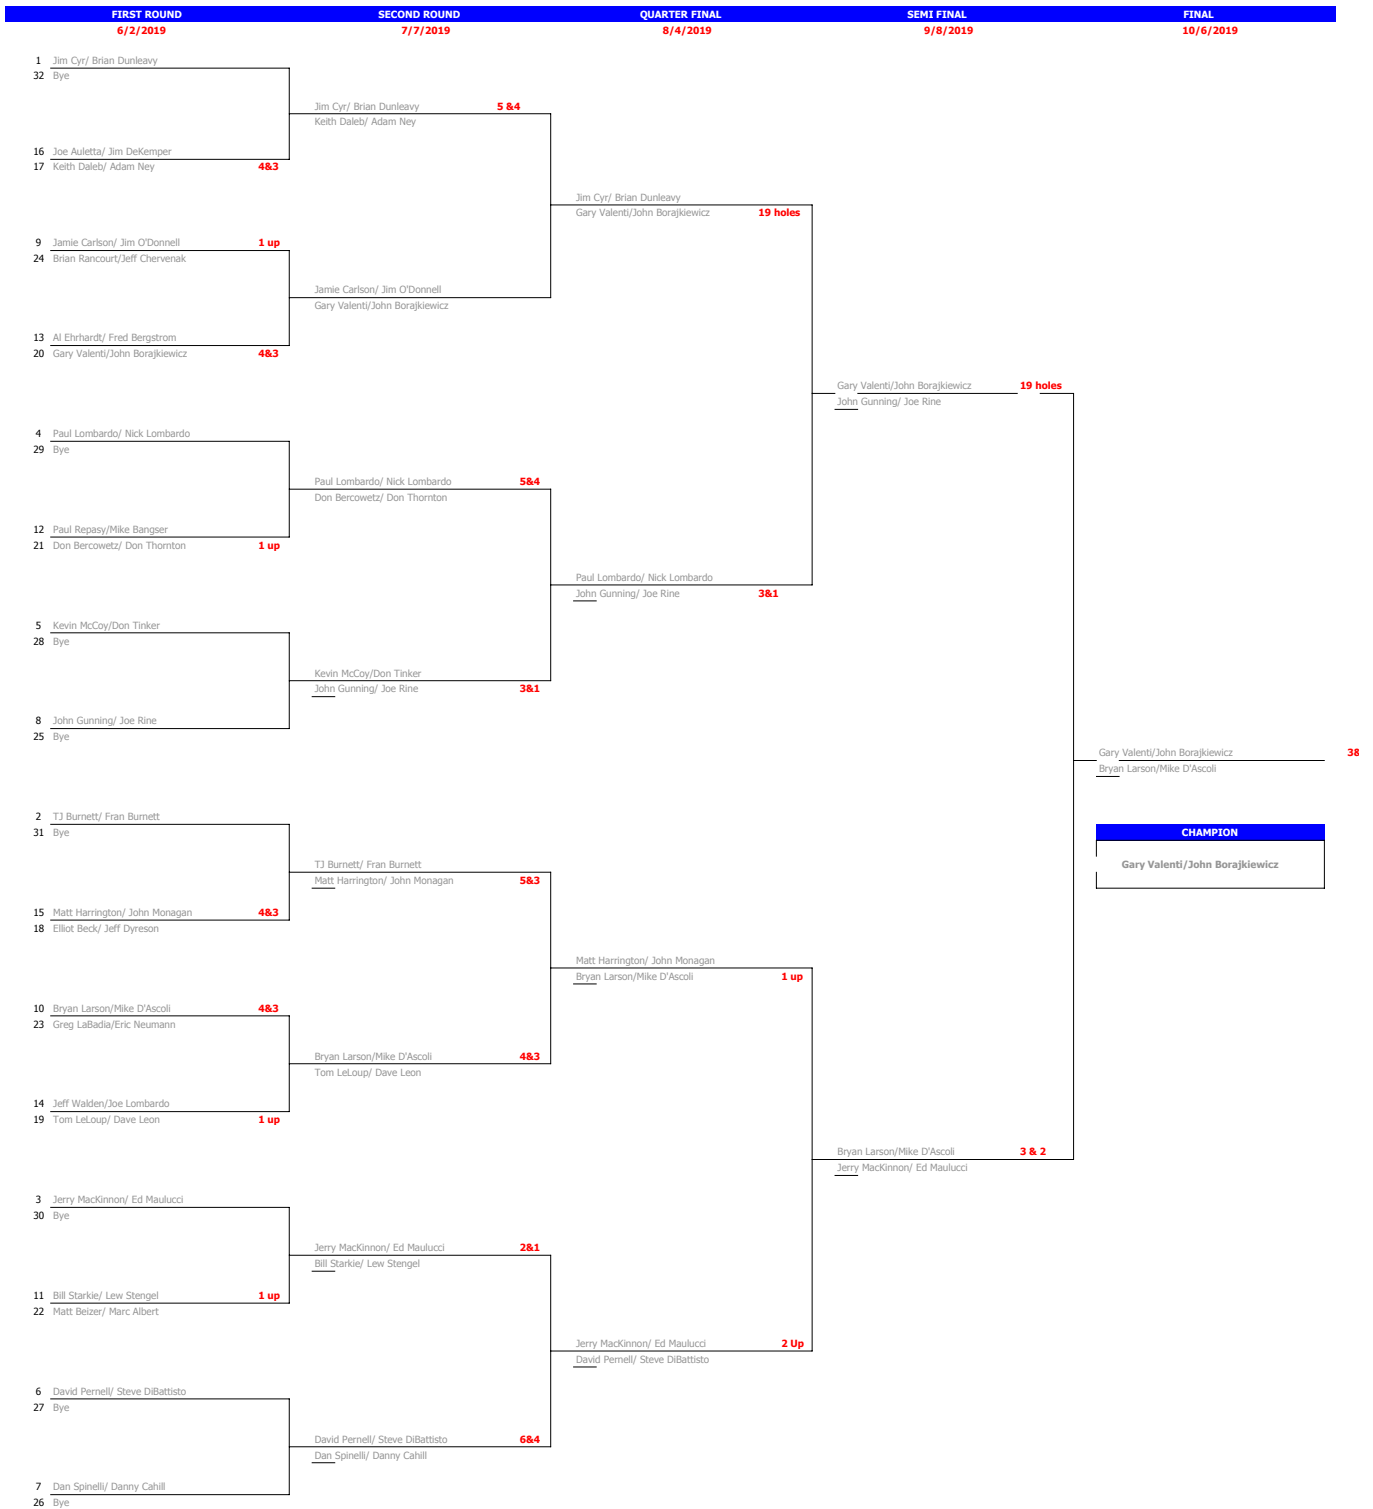 FIRST ROUND SECOND ROUND QUARTER FINAL SEMI FINAL FINAL
6/2/2019 7/7/2019 8/4/2019 9/8/2019 10/6/2019
1 Jim Cyr/ Brian Dunleavy
32 Bye
Jim Cyr/ Brian Dunleavy 5 &4
Keith Daleb/ Adam Ney
16 Joe Auletta/ Jim DeKemper
17 Keith Daleb/ Adam Ney 4&3
Jim Cyr/ Brian Dunleavy
Gary Valenti/John Borajkiewicz 19 holes
9 Jamie Carlson/ Jim O'Donnell 1 up
24 Brian Rancourt/Jeff Chervenak
Jamie Carlson/ Jim O'Donnell
Gary Valenti/John Borajkiewicz
13 Al Ehrhardt/ Fred Bergstrom
20 Gary Valenti/John Borajkiewicz 4&3
Gary Valenti/John Borajkiewicz 19 holes
John Gunning/ Joe Rine
4 Paul Lombardo/ Nick Lombardo
29 Bye
Paul Lombardo/ Nick Lombardo 5&4
Don Bercowetz/ Don Thornton
12 Paul Repasy/Mike Bangser
21 Don Bercowetz/ Don Thornton 1 up
Paul Lombardo/ Nick Lombardo
John Gunning/ Joe Rine 3&1
5 Kevin McCoy/Don Tinker
28 Bye
Kevin McCoy/Don Tinker
John Gunning/ Joe Rine 3&1
8 John Gunning/ Joe Rine
25 Bye
Gary Valenti/John Borajkiewicz 38
Bryan Larson/Mike D'Ascoli
2 TJ Burnett/ Fran Burnett
31 Bye
CHAMPION
Gary Valenti/John Borajkiewicz
TJ Burnett/ Fran Burnett
Matt Harrington/ John Monagan 5&3
15 Matt Harrington/ John Monagan 4&3
18 Elliot Beck/ Jeff Dyreson
Matt Harrington/ John Monagan
Bryan Larson/Mike D'Ascoli 1 up
10 Bryan Larson/Mike D'Ascoli 4&3
23 Greg LaBadia/Eric Neumann
Bryan Larson/Mike D'Ascoli 4&3
Tom LeLoup/ Dave Leon
14 Jeff Walden/Joe Lombardo
19 Tom LeLoup/ Dave Leon 1 up
Bryan Larson/Mike D'Ascoli 3 & 2
Jerry MacKinnon/ Ed Maulucci
3 Jerry MacKinnon/ Ed Maulucci
30 Bye
Jerry MacKinnon/ Ed Maulucci 2&1
Bill Starkie/ Lew Stengel
11 Bill Starkie/ Lew Stengel 1 up
22 Matt Beizer/ Marc Albert
Jerry MacKinnon/ Ed Maulucci 2 Up
David Pernell/ Steve DiBattisto
6 David Pernell/ Steve DiBattisto
27 Bye
David Pernell/ Steve DiBattisto 6&4
Dan Spinelli/ Danny Cahill
7 Dan Spinelli/ Danny Cahill
26 Bye